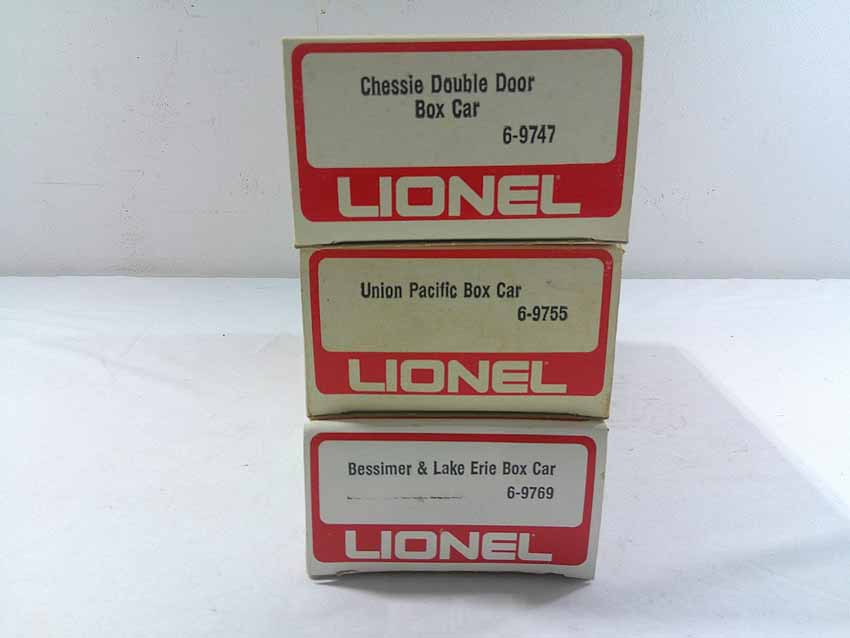 Chessie Double Door
Box Car
6-9747
LIONEL
Union Pacific Box Car
6-9755
LIONEL
Bessimer & Lake Erie Box Car
6-9769
LIONEL